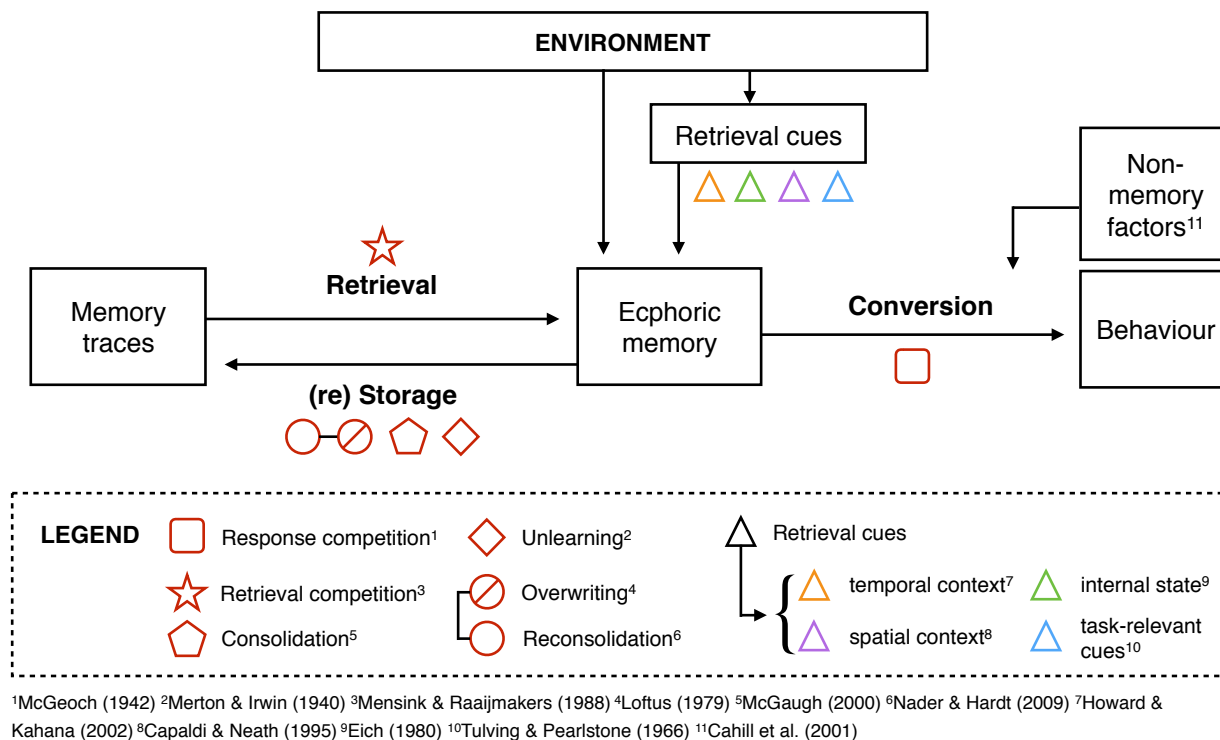 ENVIRONMENT
Retrieval cues
Non-
memory
factors¹¹
Retrieval
Memory
traces
Ecphoric
memory
Conversion
Behaviour
(re) Storage
LEGEND
Response competition¹
Unlearning²
Retrieval cues
Retrieval competition³
Overwriting⁴
temporal context⁷
internal state⁹
Consolidation⁵
Reconsolidation⁶
spatial context⁸
task-relevant
cues¹⁰
¹McGeoch (1942) ²Merton & Irwin (1940) ³Mensink & Raaijmakers (1988) ⁴Loftus (1979) ⁵McGaugh (2000) ⁶Nader & Hardt (2009) ⁷Howard &
Kahana (2002) ⁸Capaldi & Neath (1995) ⁹Eich (1980) ¹⁰Tulving & Pearlstone (1966) ¹¹Cahill et al. (2001)